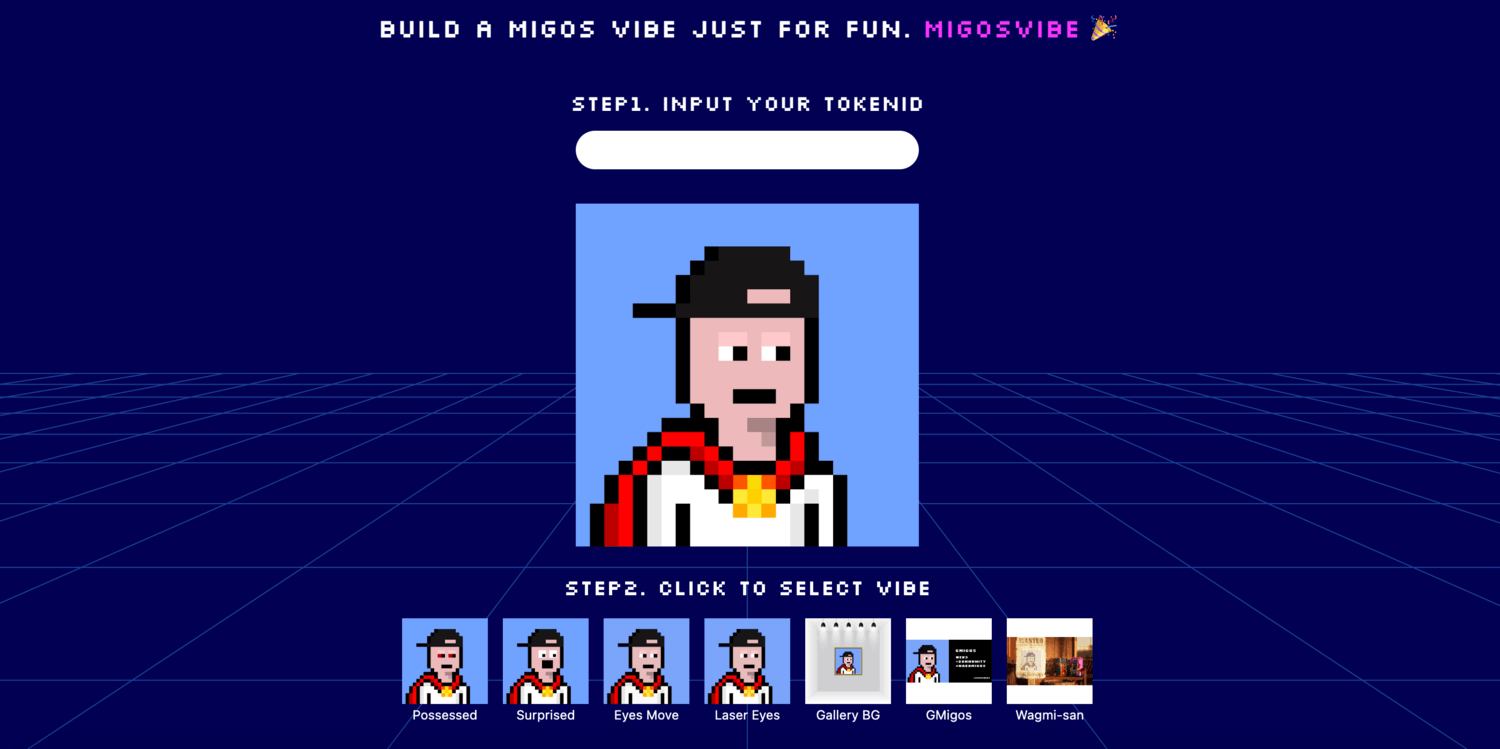 BUILD A MIGOS VIBE JUST FOR FUN. MIGOSVIBE 🎉
STEP1. INPUT YOUR TOKENID
STEP2. CLICK TO SELECT VIBE
GMIGOS
Possessed
Surprised
Eyes Move
Laser Eyes
Gallery BG
GMigos
Wagmi-san